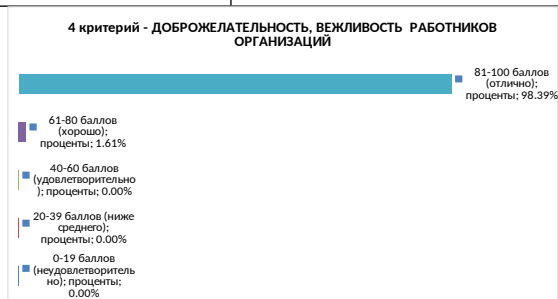 4 критерий - ДОБРОЖЕЛАТЕЛЬНОСТЬ, ВЕЖЛИВОСТЬ РАБОТНИКОВ
ОРГАНИЗАЦИЙ
81-100 баллов
(отлично);
проценты; 98.39%
61-80 баллов
(хорошо);
проценты; 1.61%
40-60 баллов
(удовлетворительно
); проценты; 0.00%
20-39 баллов (ниже
среднего);
проценты; 0.00%
0-19 баллов
(неудовлетворитель
но); проценты;
0.00%